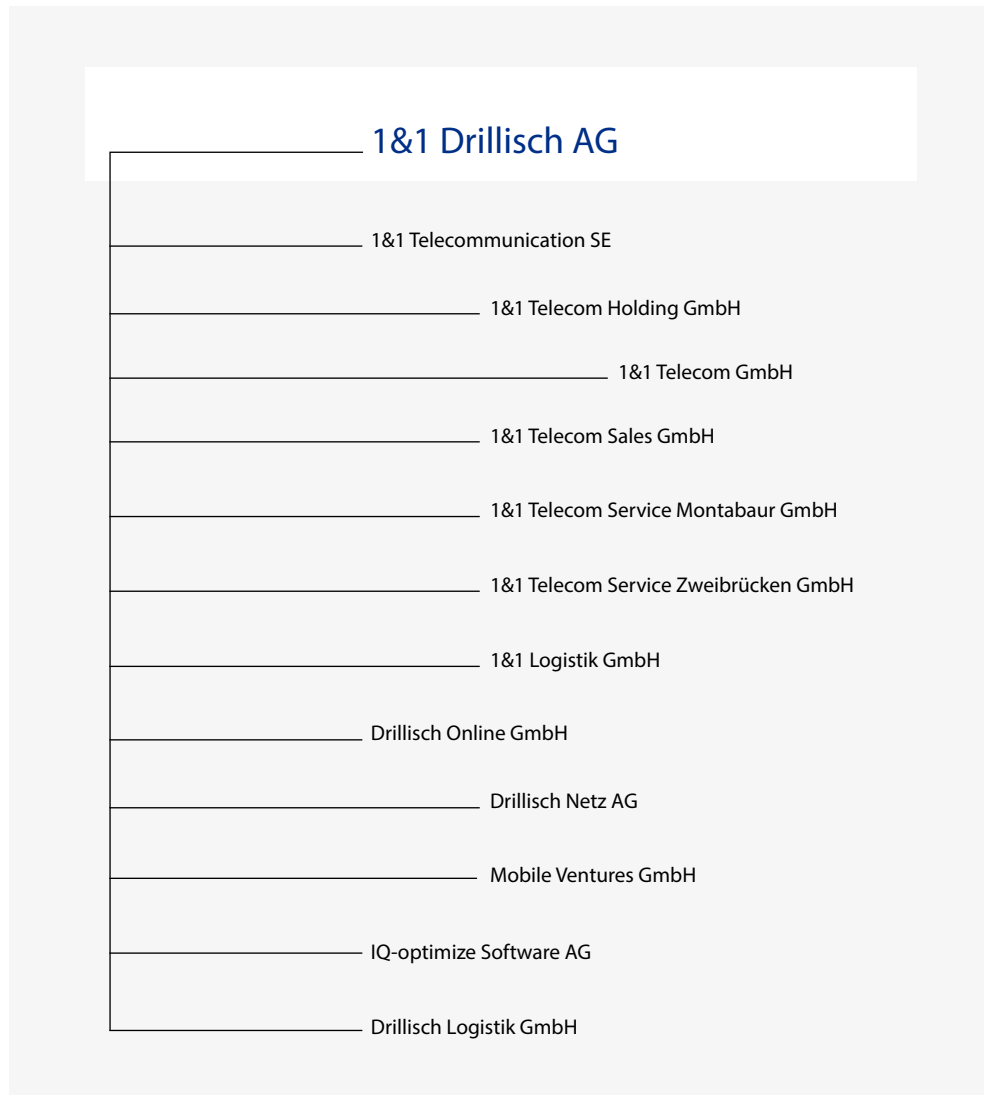 1&1 Drillisch AG
1&1 Telecommunication SE
1&1 Telecom Holding GmbH
1&1 Telecom GmbH
1&1 Telecom Sales GmbH
1&1 Telecom Service Montabaur GmbH
1&1 Telecom Service Zweibrücken GmbH
1&1 Logistik GmbH
Drillisch Online GmbH
Drillisch Netz AG
Mobile Ventures GmbH
IQ-optimize Software AG
Drillisch Logistik GmbH